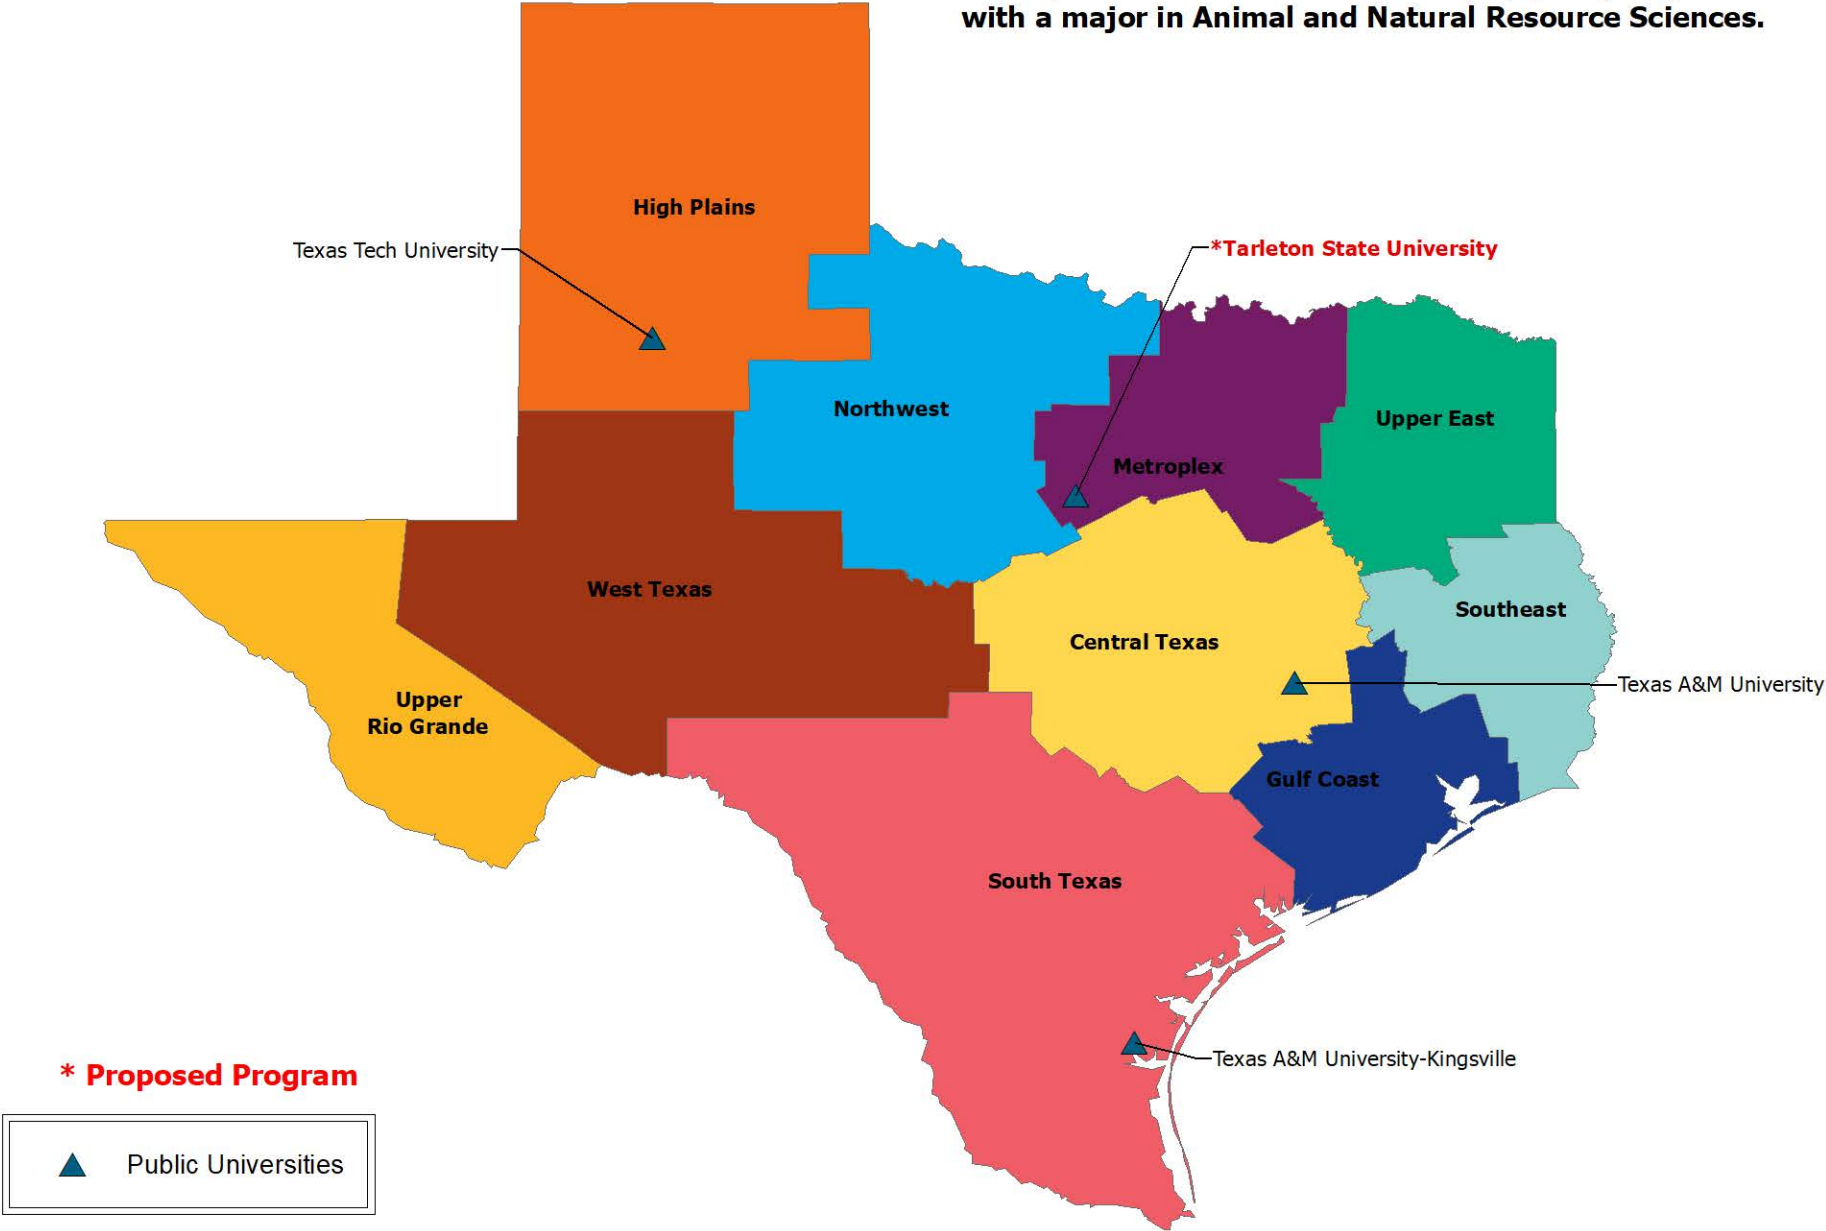 with a major in Animal and Natural Resource Sciences.
High Plains
Texas Tech University
*Tarleton State University
Northwest
Upper East
Metroplex
West Texas
Southeast
Central Texas
Texas A&M University
Upper
Rio Grande
Gulf Coast
South Texas
Texas A&M University-Kingsville
* Proposed Program
Public Universities